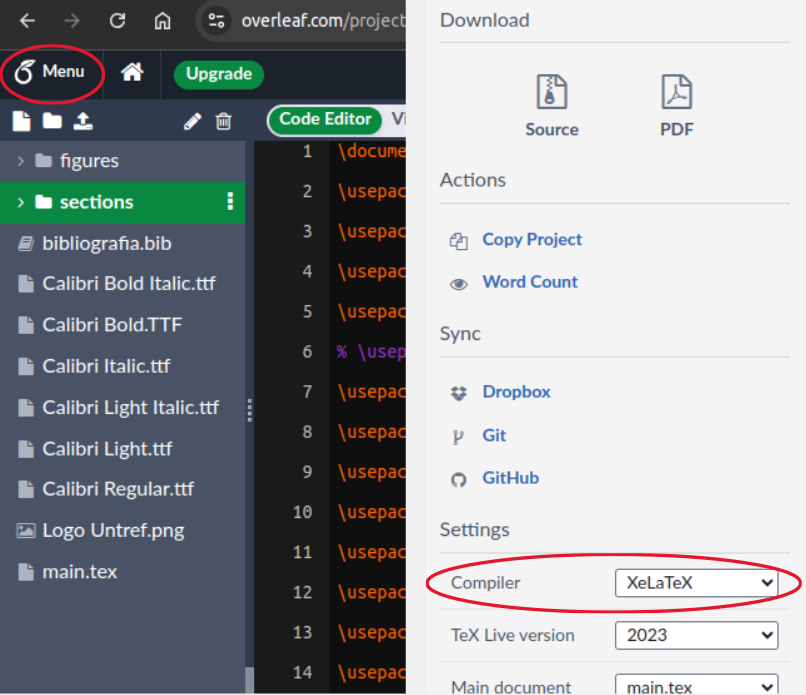 overleaf.com/project
Menu
Upgrade
Code Editor Vi
figures
sections
bibliografia.bib
Calibri Bold Italic.ttf
Calibri Bold.TTF
Calibri Italic.ttf
Calibri Light Italic.ttf
Calibri Light.ttf
Calibri Regular.ttf
Logo Untref.png
main.tex
1 \docume
2 \usepac
3 \usepac
4 \usepac
5 \usepac
6 % \usep
7 \usepac
8 \usepac
9 \usepac
10 \usepac
11 \usepac
12 \usepac
13 \usepac
14 \usepac
Download
Source PDF
Actions
Copy Project
Word Count
Sync
Dropbox
Git
GitHub
Settings
Compiler XeLaTeX
TeX Live version 2023
Main document main.tex